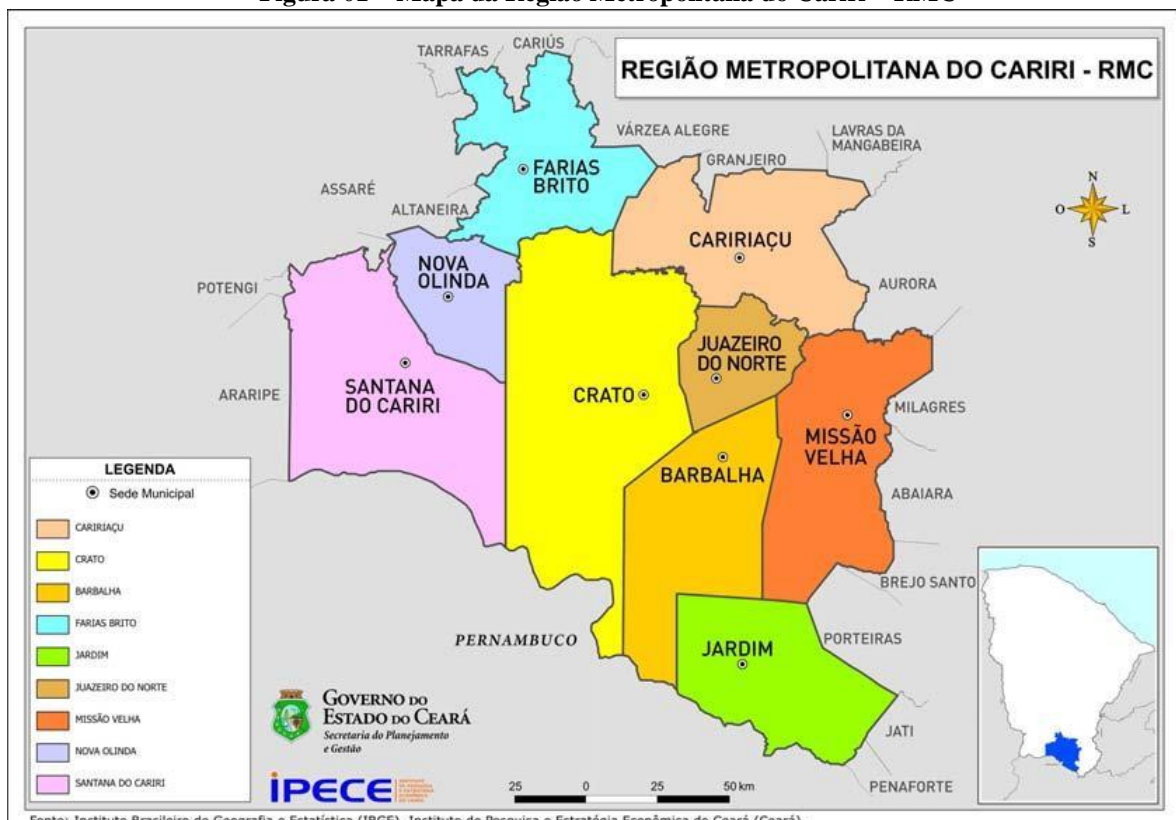 Figura 01 – Mapa da Região Metropolitana do Cariri – RMC
REGIÃO METROPOLITANA DO CARIRI - RMC
TARRAFAS
CARIÚS
VÁRZEA ALEGRE
LAVRAS DA
MANGABEIRA
GRANJEIRO
FARIAS
BRITO
ASSARÉ
ALTANEIRA
N
O
L
S
CARIRIAÇU
NOVA
OLINDA
POTENGI
AURORA
JUAZEIRO
DO NORTE
SANTANA
DO CARIRI
CRATO
ARARIPE
MILAGRES
MISSÃO
VELHA
BARBALHA
ABAIARA
BREJO SANTO
PERNAMBUCO
PORTEIRAS
JARDIM
JATI
PENAFORTE
LEGENDA
Sede Municipal
CARIRIAÇU
CRATO
BARBALHA
FARIAS BRITO
JARDIM
JUAZEIRO DO NORTE
MISSÃO VELHA
NOVA OLINDA
SANTANA DO CARIRI
GOVERNO DO
ESTADO DO CEARÁ
Secretaria do Planejamento
e Gestão
IPECE
25 0 25 50 km
Fonte: Instituto Brasileiro de Geografia e Estatística (IBGE), Instituto de Pesquisa e Estratégia Econômica do Ceará (Ceará)